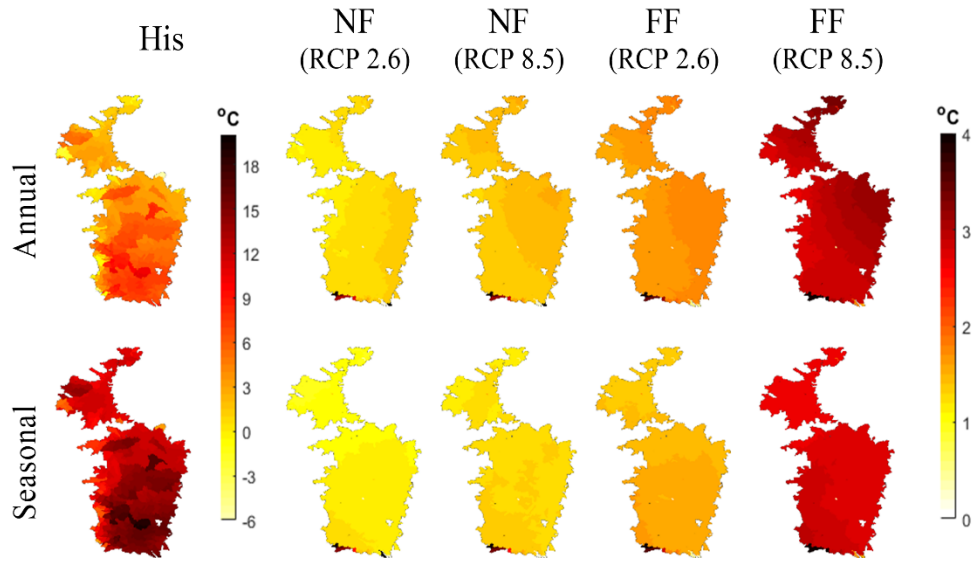 His
NF
(RCP 2.6)
NF
(RCP 8.5)
FF
(RCP 2.6)
FF
(RCP 8.5)
Annual
Seasonal
°C
18
15
12
9
6
3
0
-3
-6
°C
4
3
2
1
0